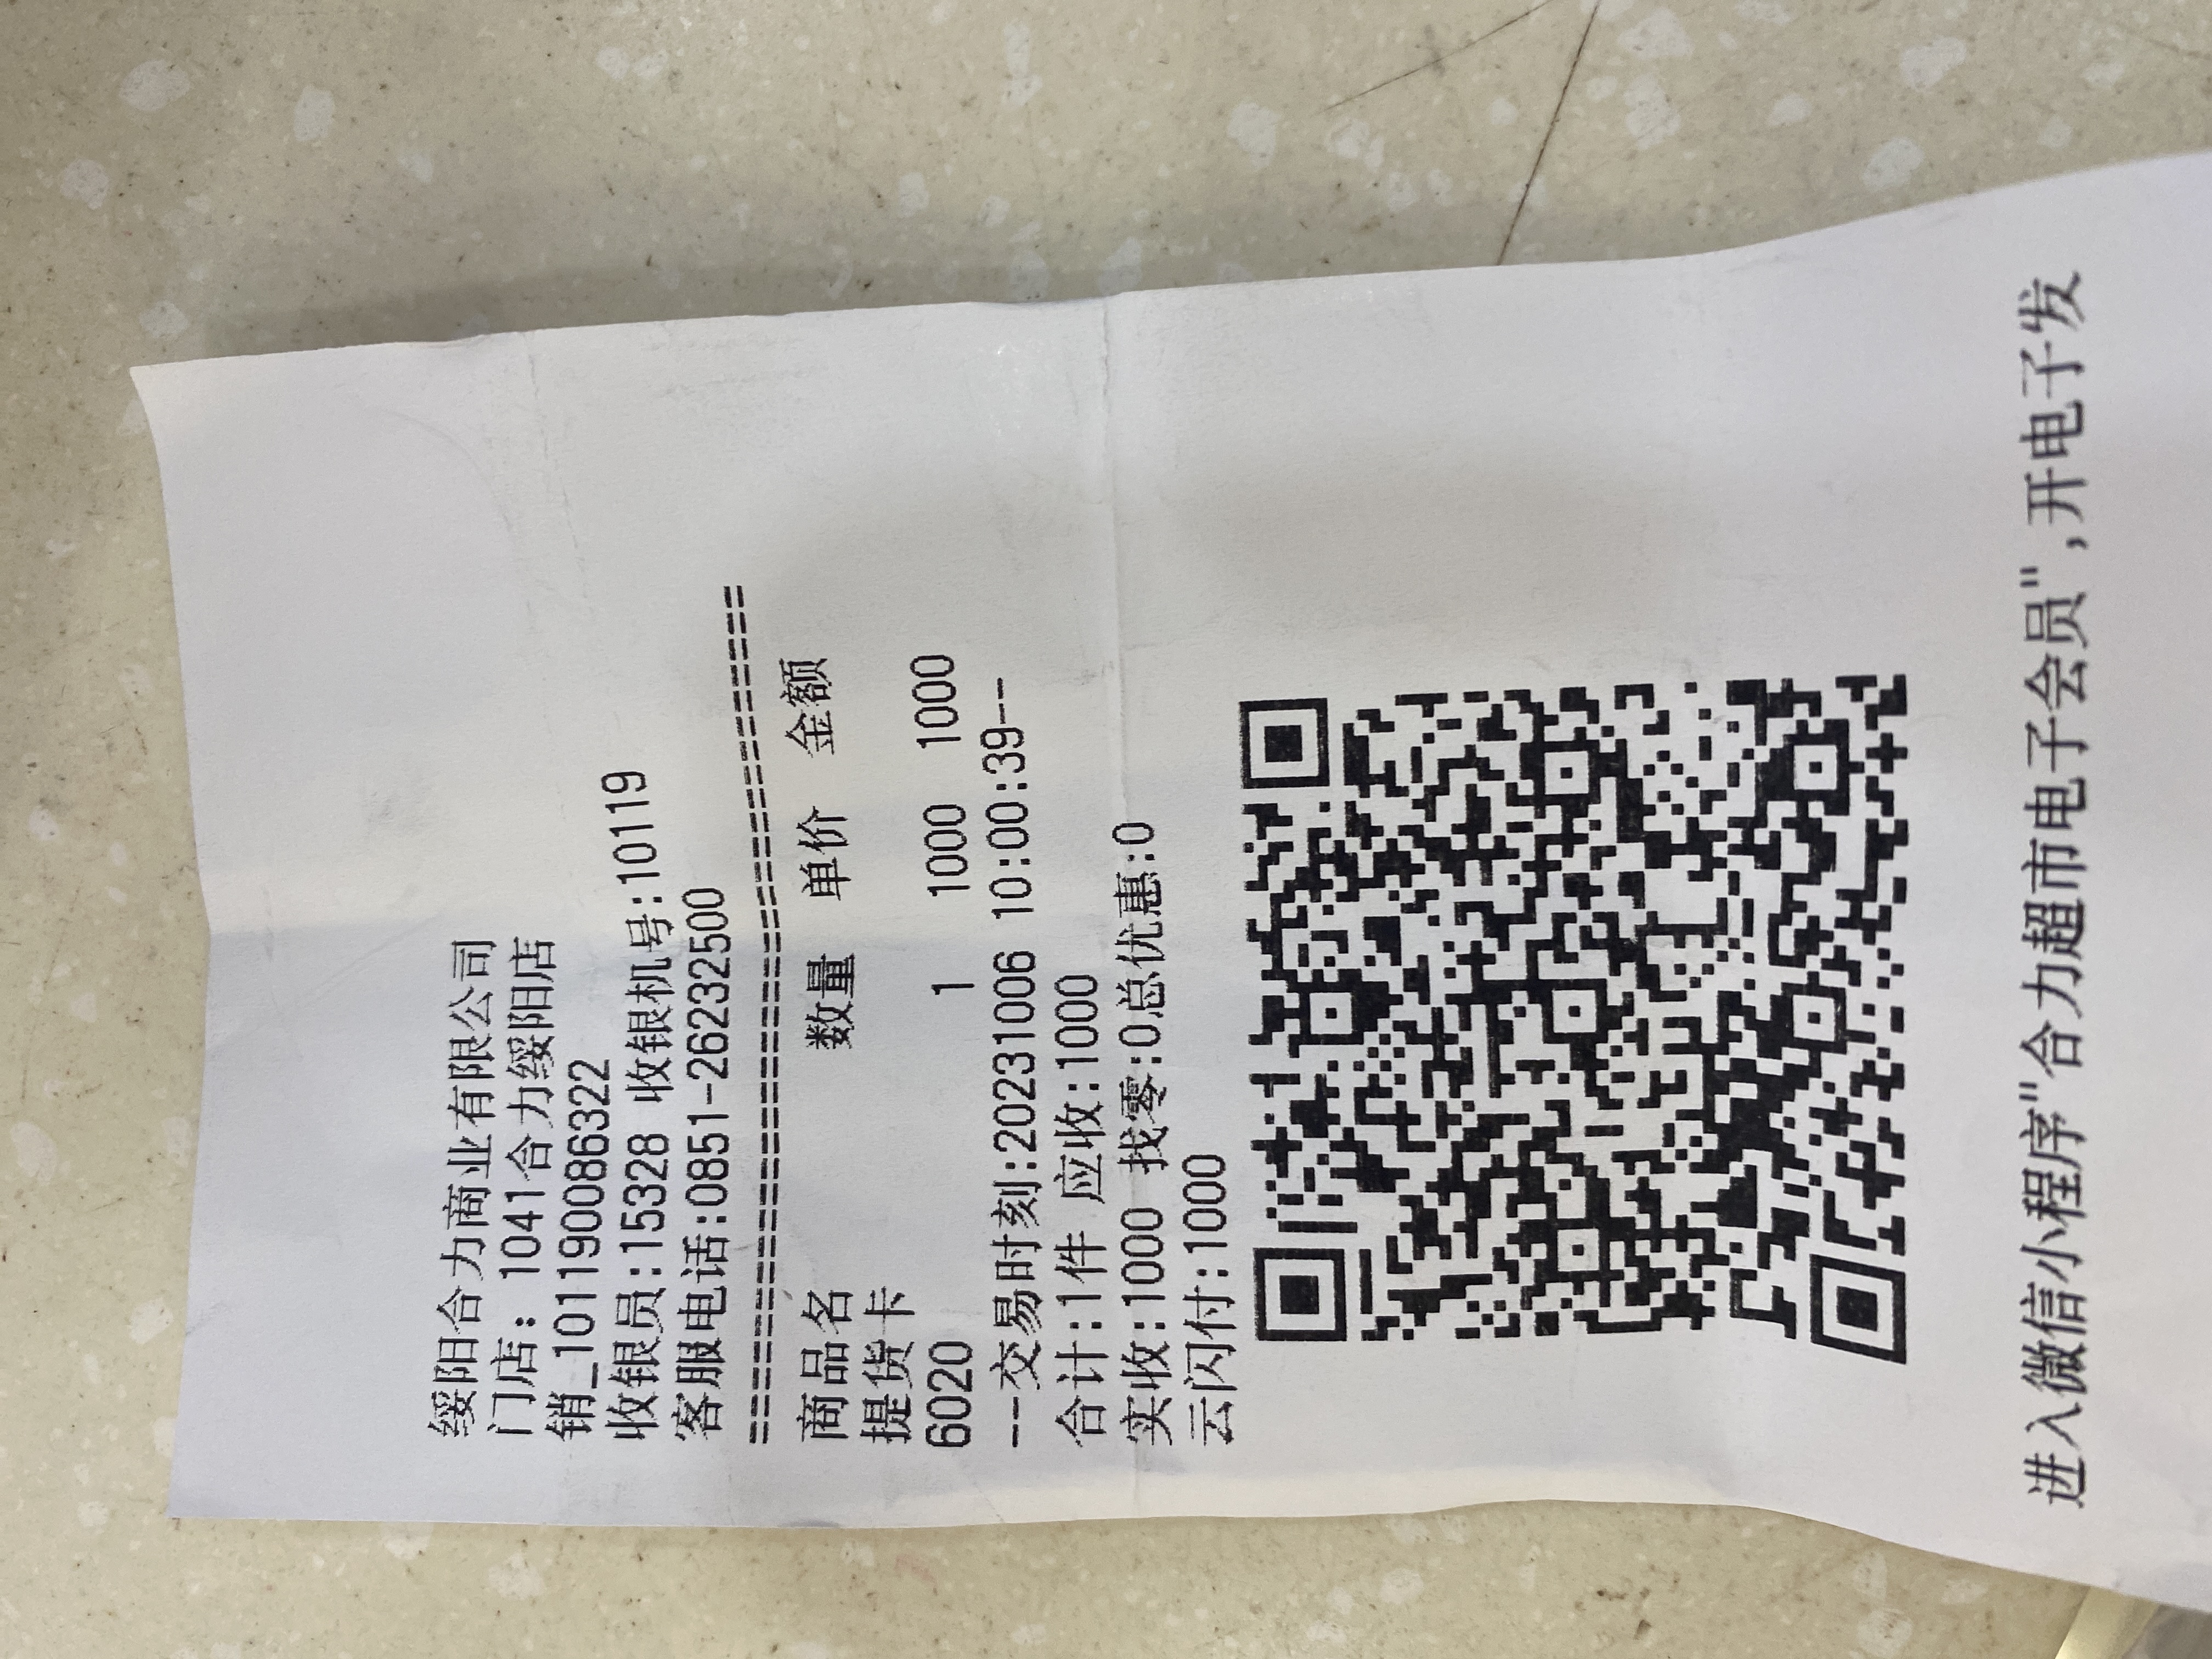 绥阳合力商业有限公司
门店: 1041合力绥阳店
销_101190086322
收银员:15328 收银机号:10119
客服电话:0851-26232500
==========================================
商品名 数量 单价 金额
提货卡
6020 1 1000 1000
--交易时刻:20231006 10:00:39--
合计:1件 应收:1000
实收:1000 找零:0总优惠:0
云闪付:1000
进入微信小程序"合力超市电子会员",开电子发